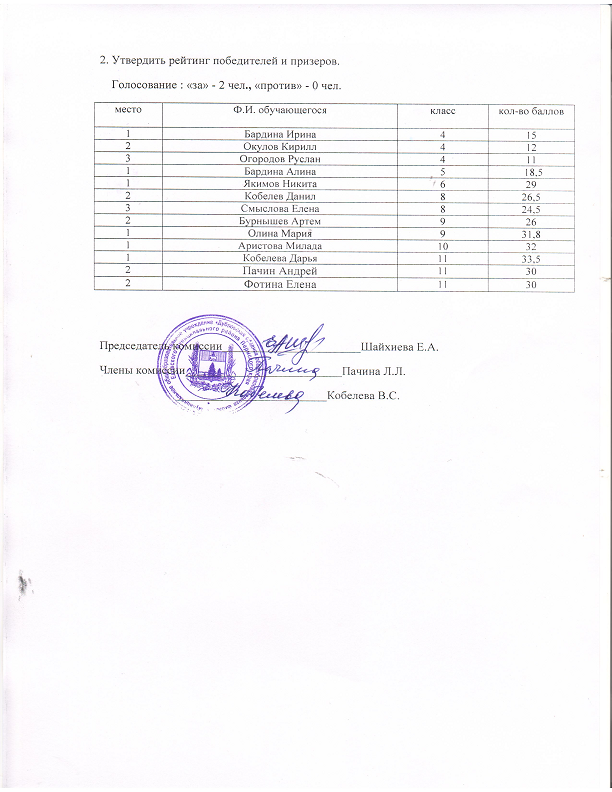 2. Утвердить рейтинг победителей и призеров.
Голосование : «за» - 2 чел., «против» - 0 чел.
место Ф.И. обучающегося класс кол-во баллов
1 Бардина Ирина 4 15
2 Окулов Кирилл 4 12
3 Огородов Руслан 4 11
1 Бардина Алина 5 18,5
1 Якимов Никита 6 29
2 Кобелев Данил 8 26,5
3 Смыслова Елена 8 24,5
2 Бурнышев Артем 9 26
1 Олина Мария 9 31,8
1 Аристова Милада 10 32
1 Кобелева Дарья 11 33,5
2 Пачин Андрей 11 30
2 Фотина Елена 11 30
Председатель комиссии Шайхиева Е.А.
Члены комиссии Пачина Л.Л.
Кобелева В.С.